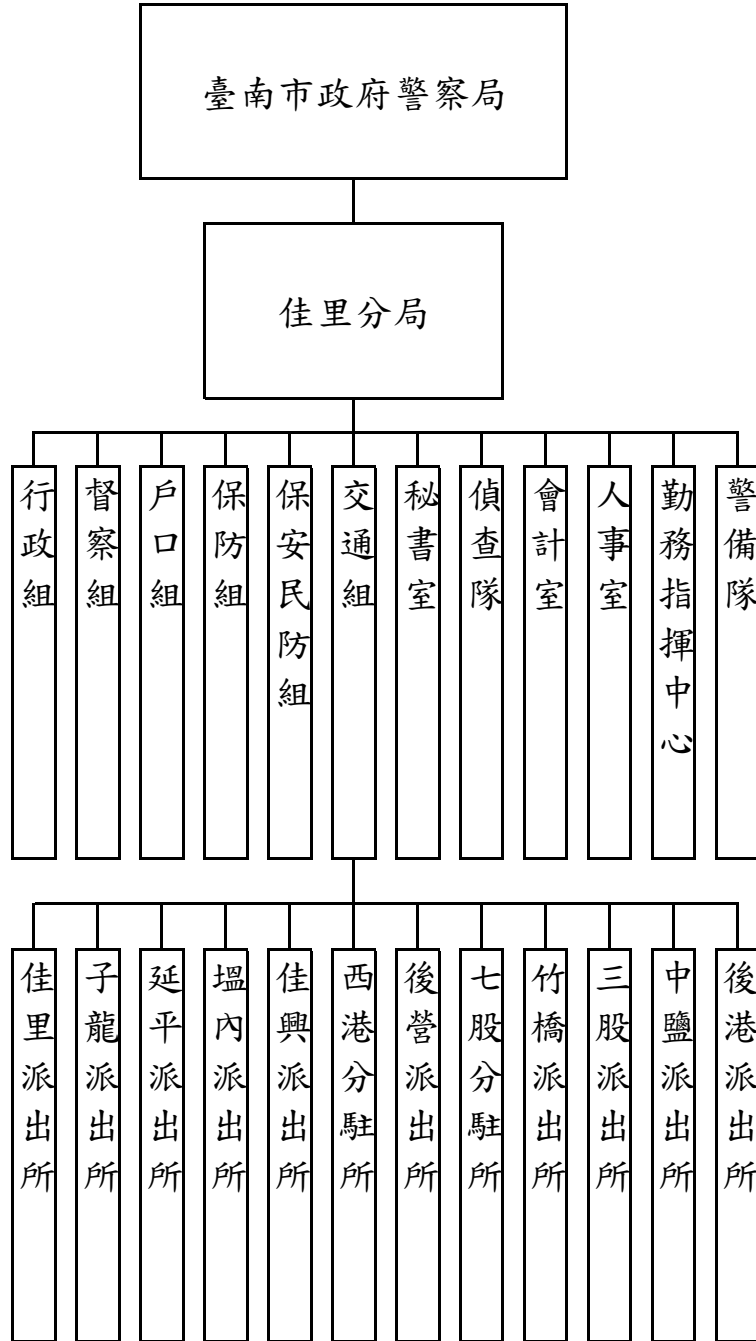 臺南市政府警察局
佳里分局
行政組
督察組
戶口組
保防組
保安民防組
交通組
秘書室
偵查隊
會計室
人事室
勤務指揮中心
警備隊
佳里派出所
子龍派出所
延平派出所
塭內派出所
佳興派出所
西港分駐所
後營派出所
七股分駐所
竹橋派出所
三股派出所
中鹽派出所
後港派出所